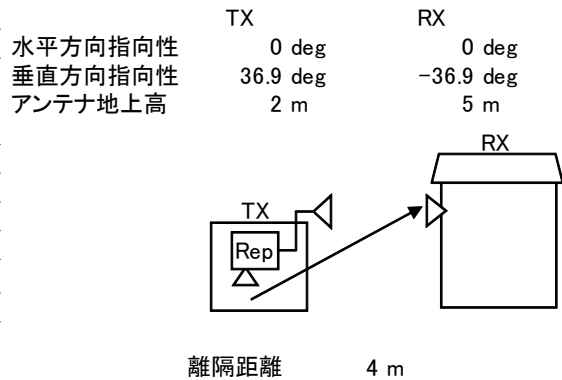 TX RX
水平方向指向性 0 deg 0 deg
垂直方向指向性 36.9 deg -36.9 deg
アンテナ地上高 2 m 5 m
RX
TX
Rep
離隔距離 4 m